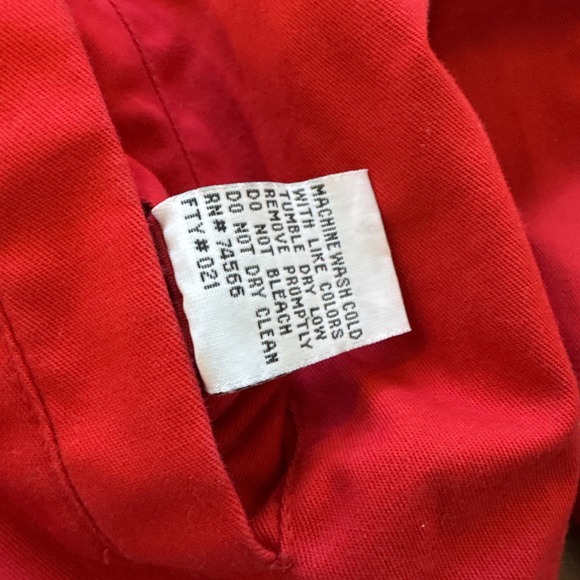 MACHINE WASH COLD
WITH LIKE COLORS
TUMBLE DRY LOW
REMOVE PROMPTLY
DO NOT BLEACH
DO NOT DRY CLEAN
RN# 74566
FTY # 021